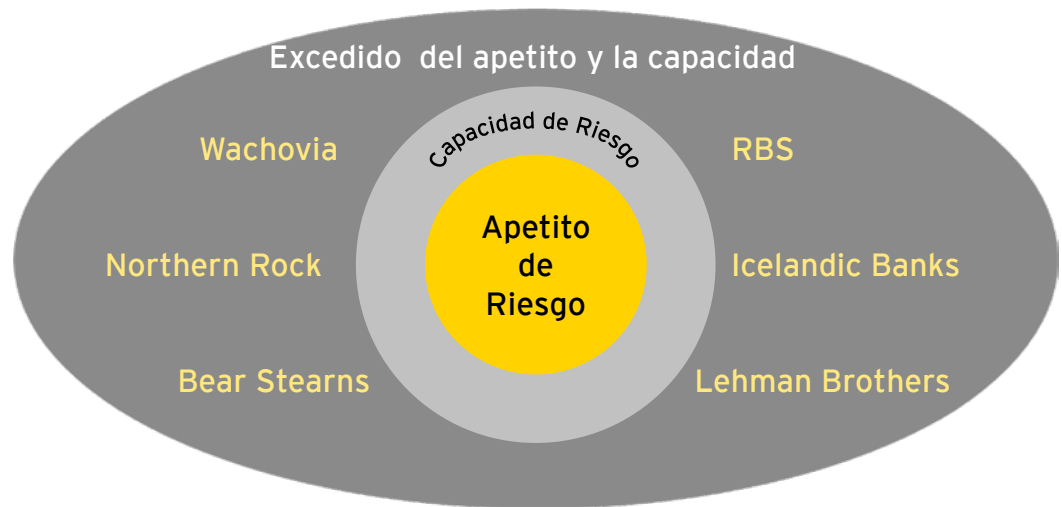 Excedido del apetito y la capacidad
Capacidad de Riesgo
Wachovia
RBS
Apetito
de
Riesgo
Northern Rock
Icelandic Banks
Bear Stearns
Lehman Brothers